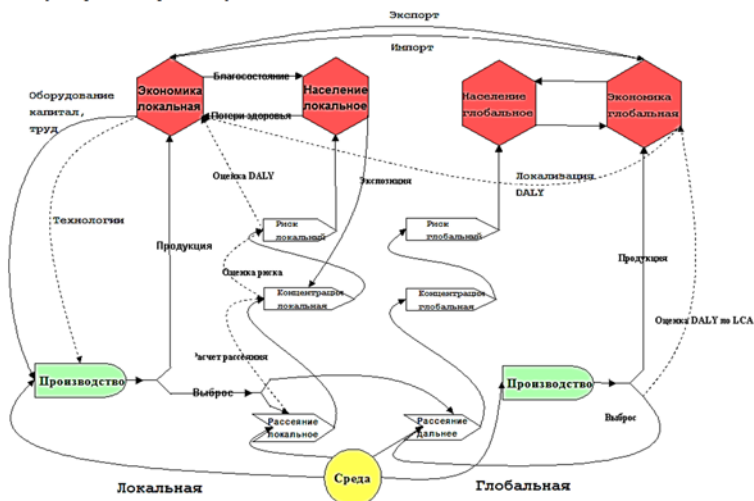 Экспорт
Импорт
Оборудование
капитал,
труд
Экономика
локальная
Благосостояние
Потери здоровья
Население
локальное
Население
глобальное
Экономика
глобальная
Технологии
Оценка DALY
Экспозиция
Локализация
DALY
Продукция
Риск
локальный
Риск
глобальный
Продукция
Оценка риска
Концентрация
локальная
Концентрация
глобальная
Оценка DALY по LCA
Расчет рассеяния
Производство
Выброс
Производство
Рассеяние
локальное
Рассеяние
дальнее
Выброс
Среда
Локальная
Глобальная